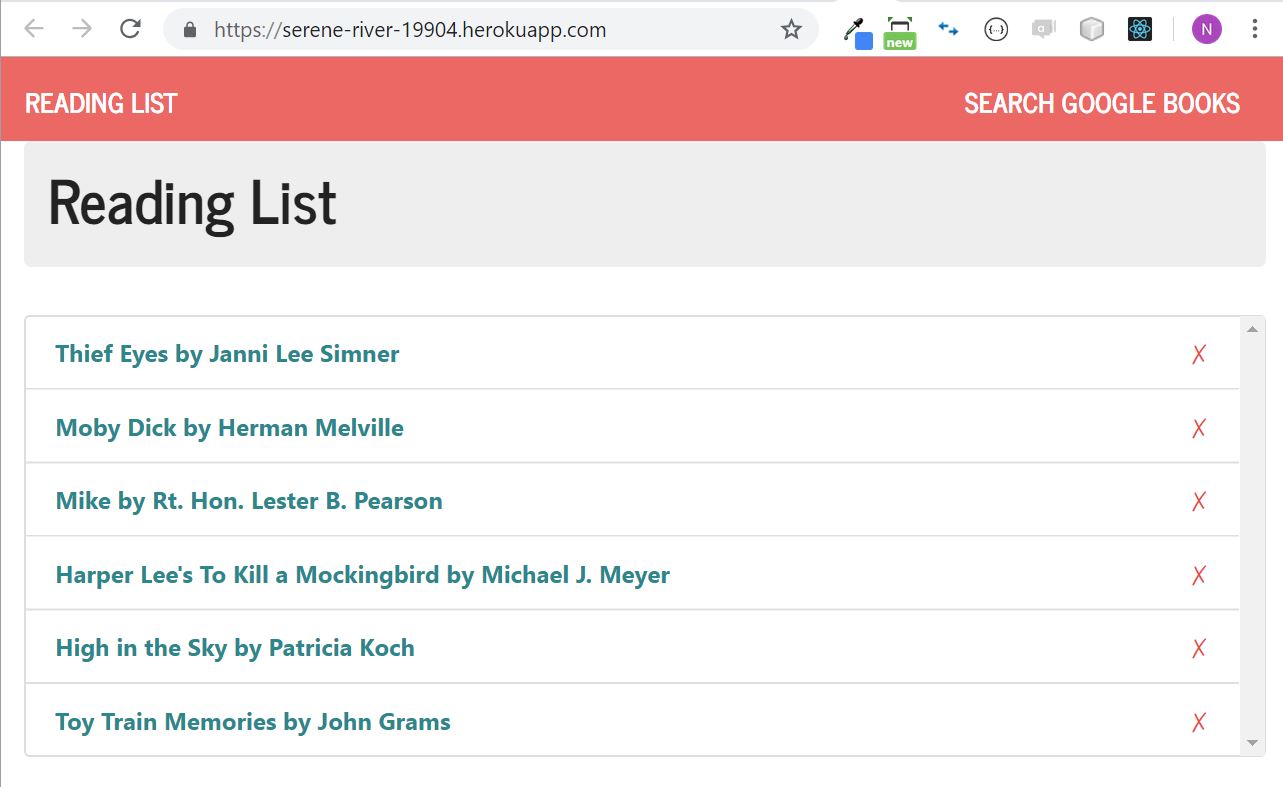 https://serene-river-19904.herokuapp.com
new
{...}
a
N
READING LIST
SEARCH GOOGLE BOOKS
Reading List
Thief Eyes by Janni Lee Simner
X
Moby Dick by Herman Melville
X
Mike by Rt. Hon. Lester B. Pearson
X
Harper Lee's To Kill a Mockingbird by Michael J. Meyer
X
High in the Sky by Patricia Koch
X
Toy Train Memories by John Grams
X